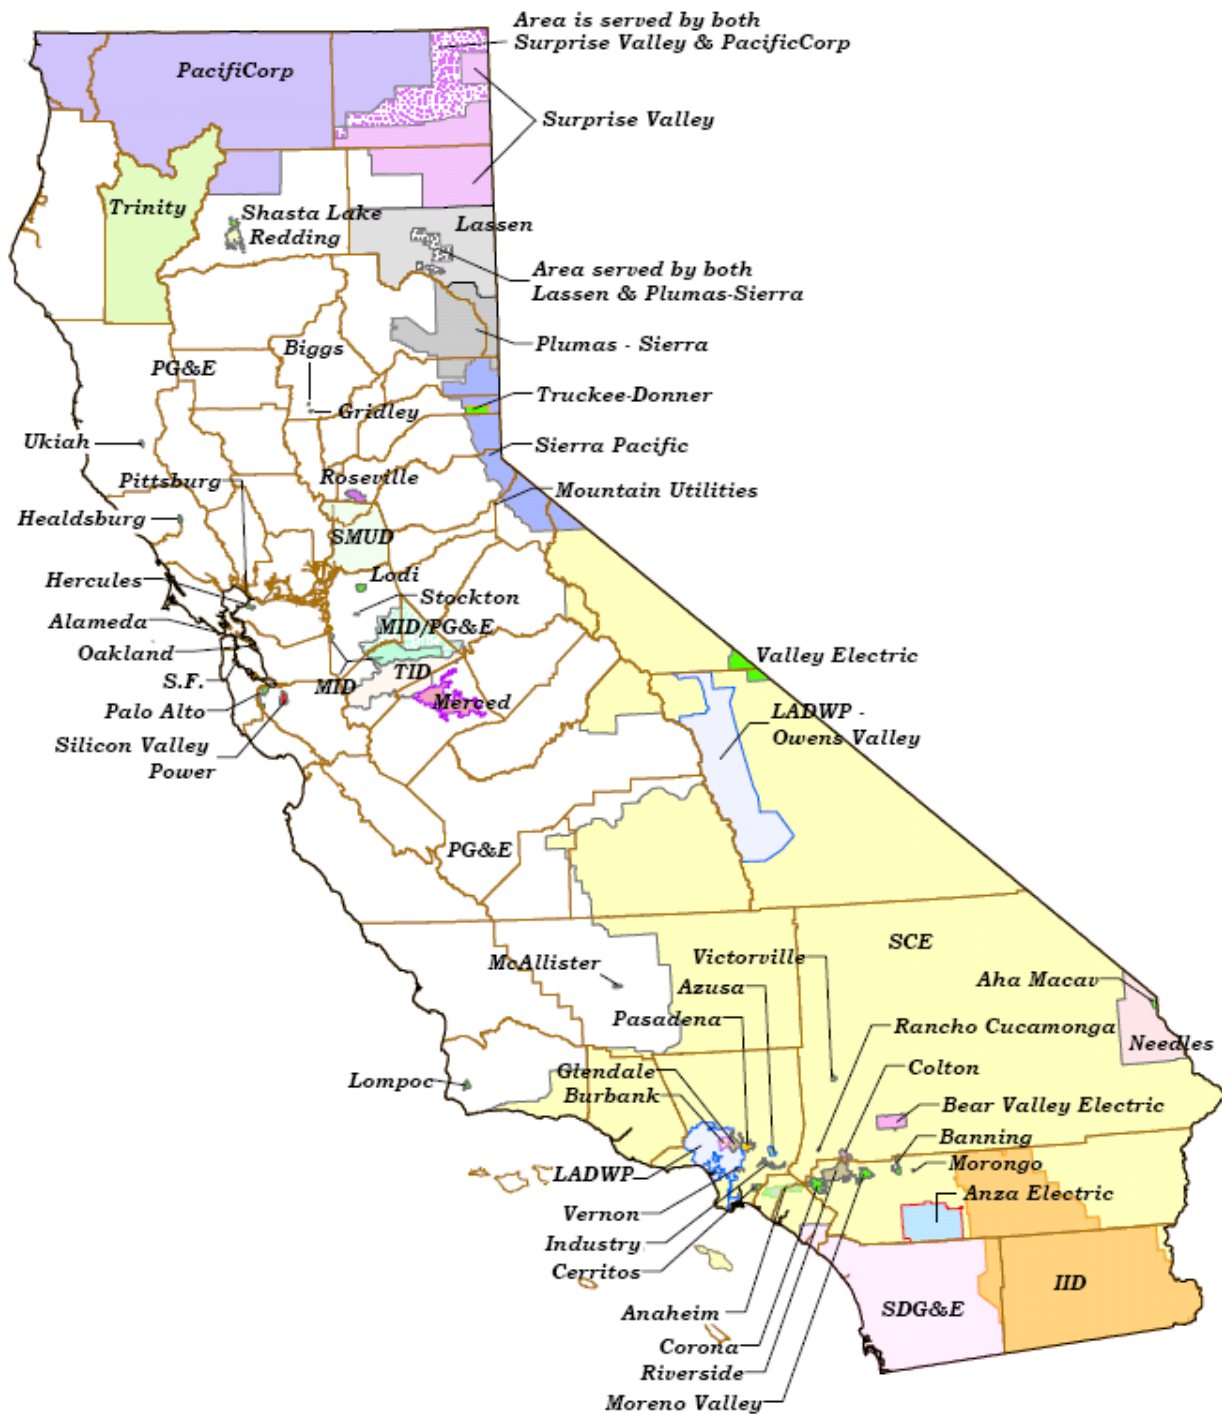 Area is served by both
Surprise Valley & PacificCorp
PacifiCorp
Surprise Valley
Trinity
Shasta Lake
Redding
Lassen
Area served by both
Lassen & Plumas-Sierra
Plumas - Sierra
Biggs
PG&E
Gridley
Truckee-Donner
Ukiah
Sierra Pacific
Pittsburg
Roseville
Mountain Utilities
Healdsburg
SMUD
Hercules
Lodi
Stockton
Alameda
MID/PG&E
Oakland
Valley Electric
TID
S.F.
MID
Merced
Palo Alto
LADWP -
Owens Valley
Silicon Valley
Power
PG&E
SCE
Victorville
McAllister
Azusa
Aha Macav
Pasadena
Rancho Cucamonga
Needles
Glendale
Colton
Lompoc
Burbank
Bear Valley Electric
Banning
Morongo
LADWP
Anza Electric
Vernon
Industry
Cerritos
IID
SDG&E
Anaheim
Corona
Riverside
Moreno Valley